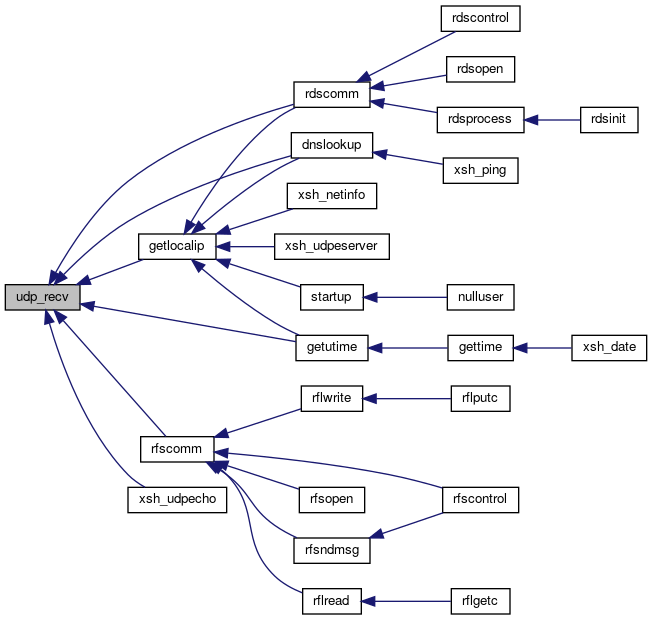 rdscontrol
rdsopen
rdscomm
rdsprocess
rdsinit
dnslookup
xsh_ping
xsh_netinfo
getlocalip
xsh_udpeserver
udp_recv
startup
nulluser
getutime
gettime
xsh_date
rflwrite
rflputc
rfscomm
xsh_udpecho
rfsopen
rfscontrol
rfsndmsg
rflread
rflgetc